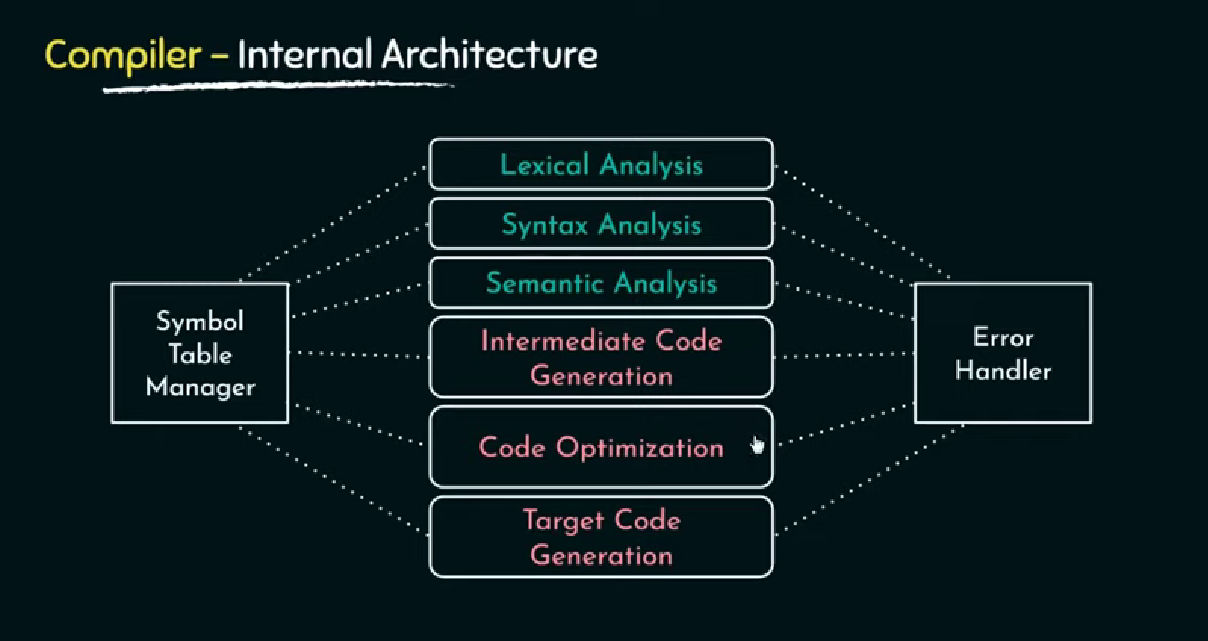 Compiler – Internal Architecture
Lexical Analysis
Syntax Analysis
Semantic Analysis
Intermediate Code
Generation
Code Optimization
Target Code
Generation
Symbol
Table
Manager
Error
Handler